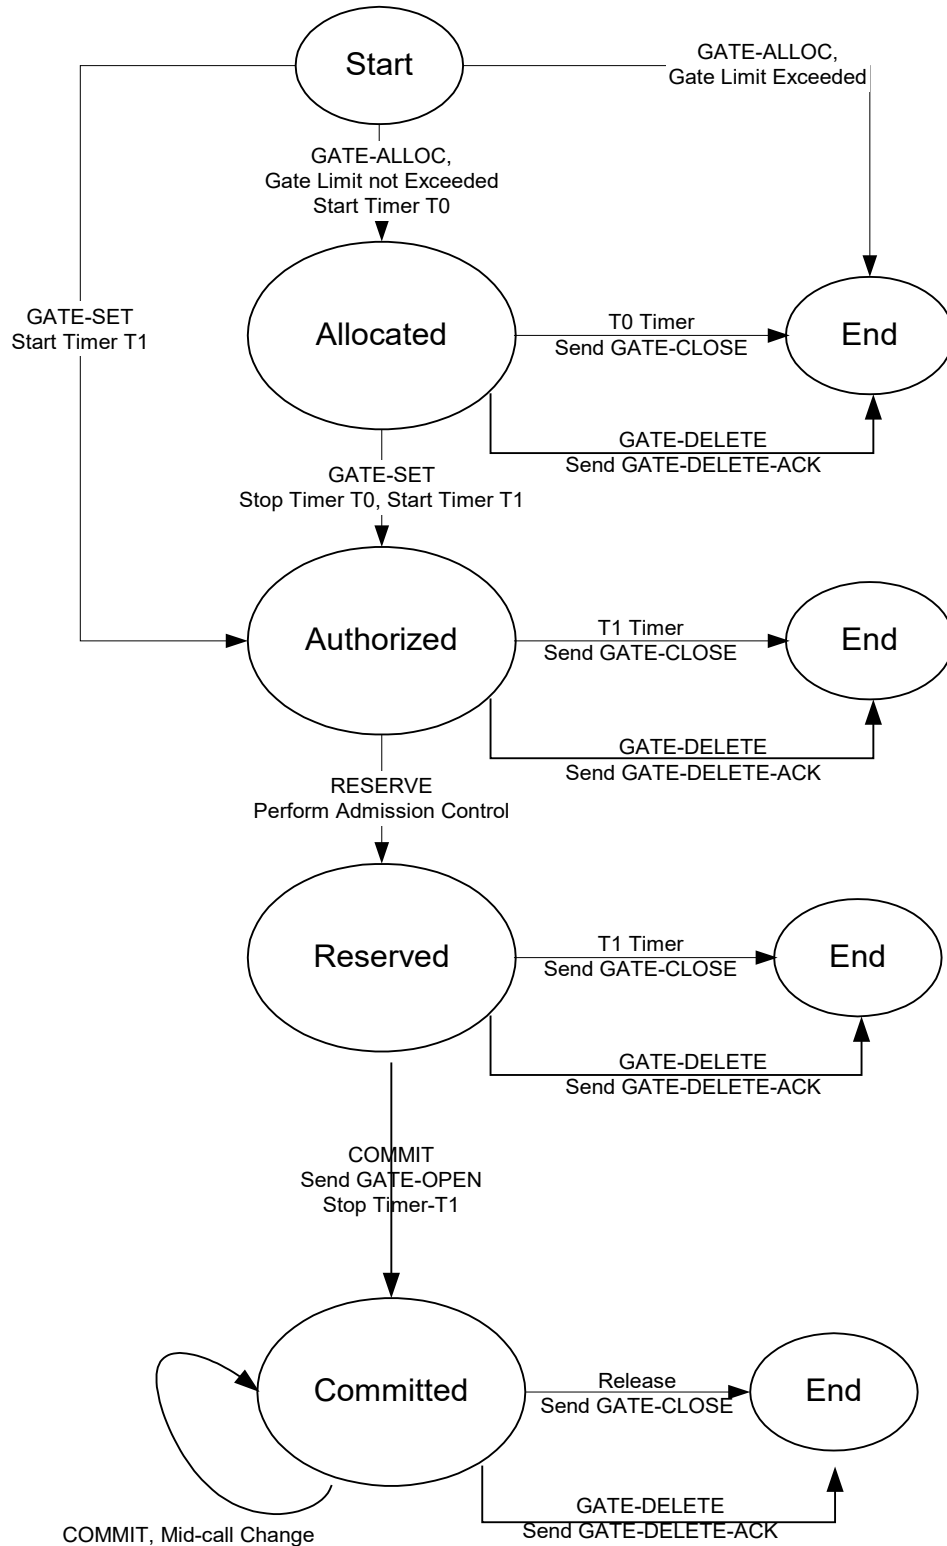 Start
GATE-ALLOC,
Gate Limit Exceeded
GATE-ALLOC,
Gate Limit not Exceeded
Start Timer T0
GATE-SET
Start Timer T1
Allocated
T0 Timer
Send GATE-CLOSE
End
GATE-DELETE
Send GATE-DELETE-ACK
GATE-SET
Stop Timer T0, Start Timer T1
Authorized
T1 Timer
Send GATE-CLOSE
End
GATE-DELETE
Send GATE-DELETE-ACK
RESERVE
Perform Admission Control
Reserved
T1 Timer
Send GATE-CLOSE
End
GATE-DELETE
Send GATE-DELETE-ACK
COMMIT
Send GATE-OPEN
Stop Timer-T1
Committed
Release
Send GATE-CLOSE
End
GATE-DELETE
Send GATE-DELETE-ACK
COMMIT, Mid-call Change